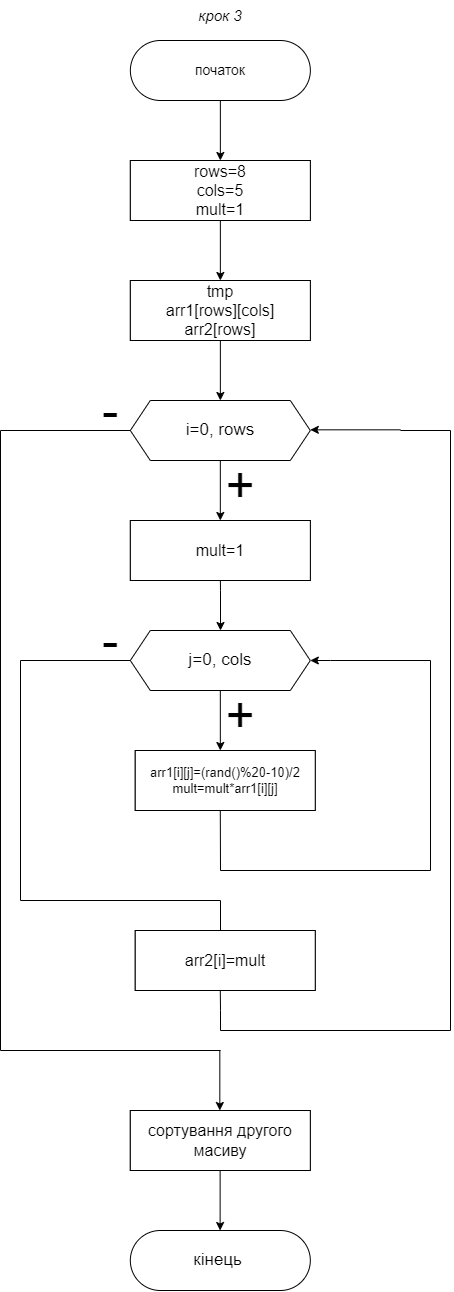 крок 3
початок
rows=8
cols=5
mult=1
tmp
arr1[rows][cols]
arr2[rows]
-
i=0, rows
+
mult=1
-
j=0, cols
+
arr1[i][j]=(rand()%20-10)/2
mult=mult*arr1[i][j]
arr2[i]=mult
сортування другого
масиву
кінець